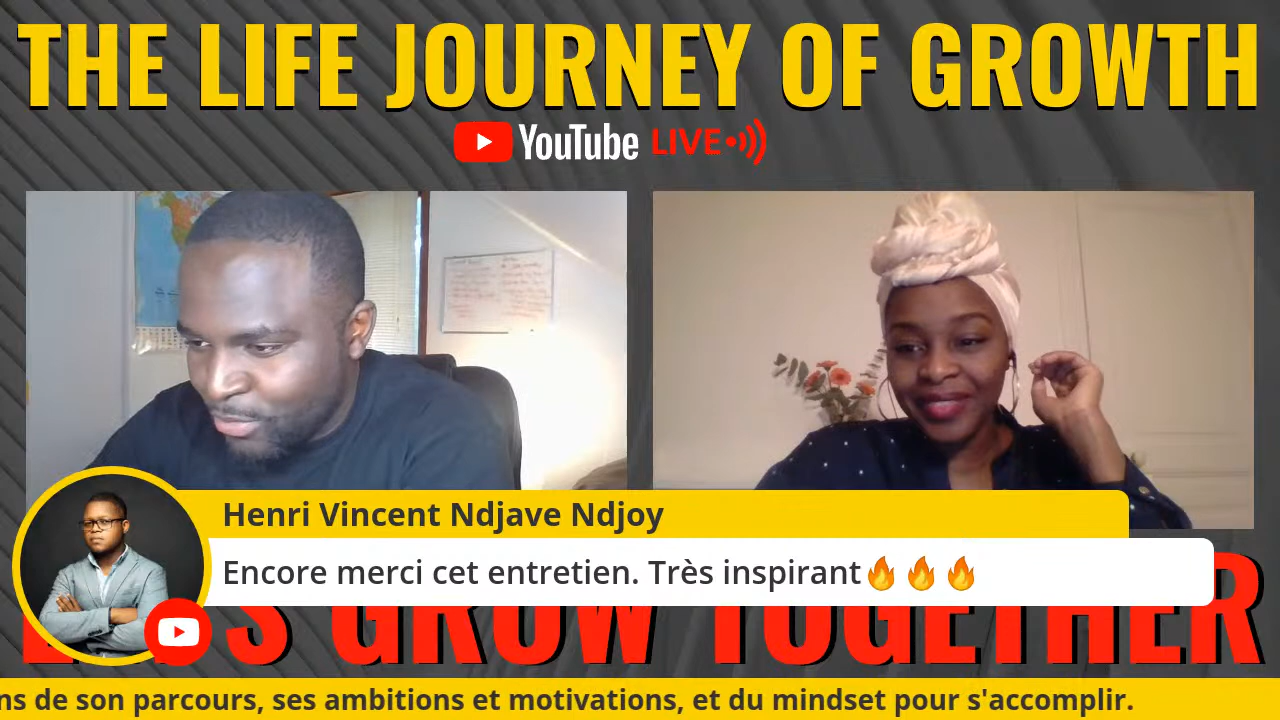 THE LIFE JOURNEY OF GROWTH
YouTube LIVE
Henri Vincent Ndjave Ndjoy
Encore merci cet entretien. Très inspirant🔥🔥🔥
GROW TOGETHER
ns de son parcours, ses ambitions et motivations, et du mindset pour s'accomplir.